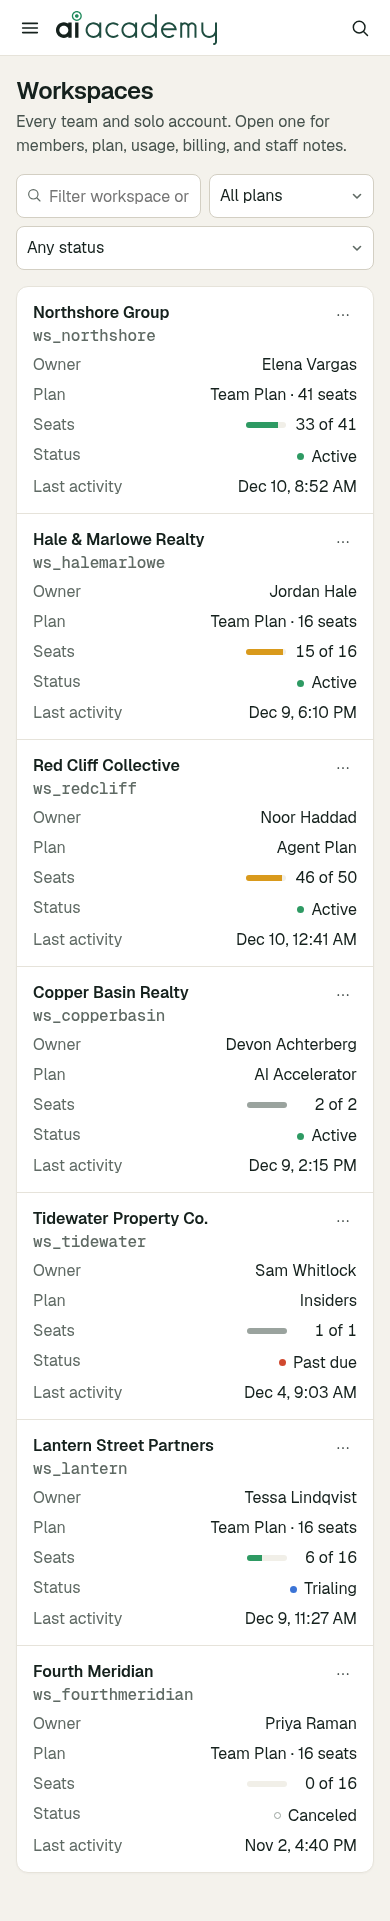 ai academy
Workspaces
Every team and solo account. Open one for
members, plan, usage, billing, and staff notes.
Filter workspace or
All plans
Any status
Northshore Group ...
ws_northshore
Owner Elena Vargas
Plan Team Plan · 41 seats
Seats 33 of 41
Status Active
Last activity Dec 10, 8:52 AM
Hale & Marlowe Realty ...
ws_halemarlowe
Owner Jordan Hale
Plan Team Plan · 16 seats
Seats 15 of 16
Status Active
Last activity Dec 9, 6:10 PM
Red Cliff Collective ...
ws_redcliff
Owner Noor Haddad
Plan Agent Plan
Seats 46 of 50
Status Active
Last activity Dec 10, 12:41 AM
Copper Basin Realty ...
ws_copperbasin
Owner Devon Achterberg
Plan AI Accelerator
Seats 2 of 2
Status Active
Last activity Dec 9, 2:15 PM
Tidewater Property Co. ...
ws_tidewater
Owner Sam Whitlock
Plan Insiders
Seats 1 of 1
Status Past due
Last activity Dec 4, 9:03 AM
Lantern Street Partners ...
ws_lantern
Owner Tessa Lindqvist
Plan Team Plan · 16 seats
Seats 6 of 16
Status Trialing
Last activity Dec 9, 11:27 AM
Fourth Meridian ...
ws_fourthmeridian
Owner Priya Raman
Plan Team Plan · 16 seats
Seats 0 of 16
Status Canceled
Last activity Nov 2, 4:40 PM